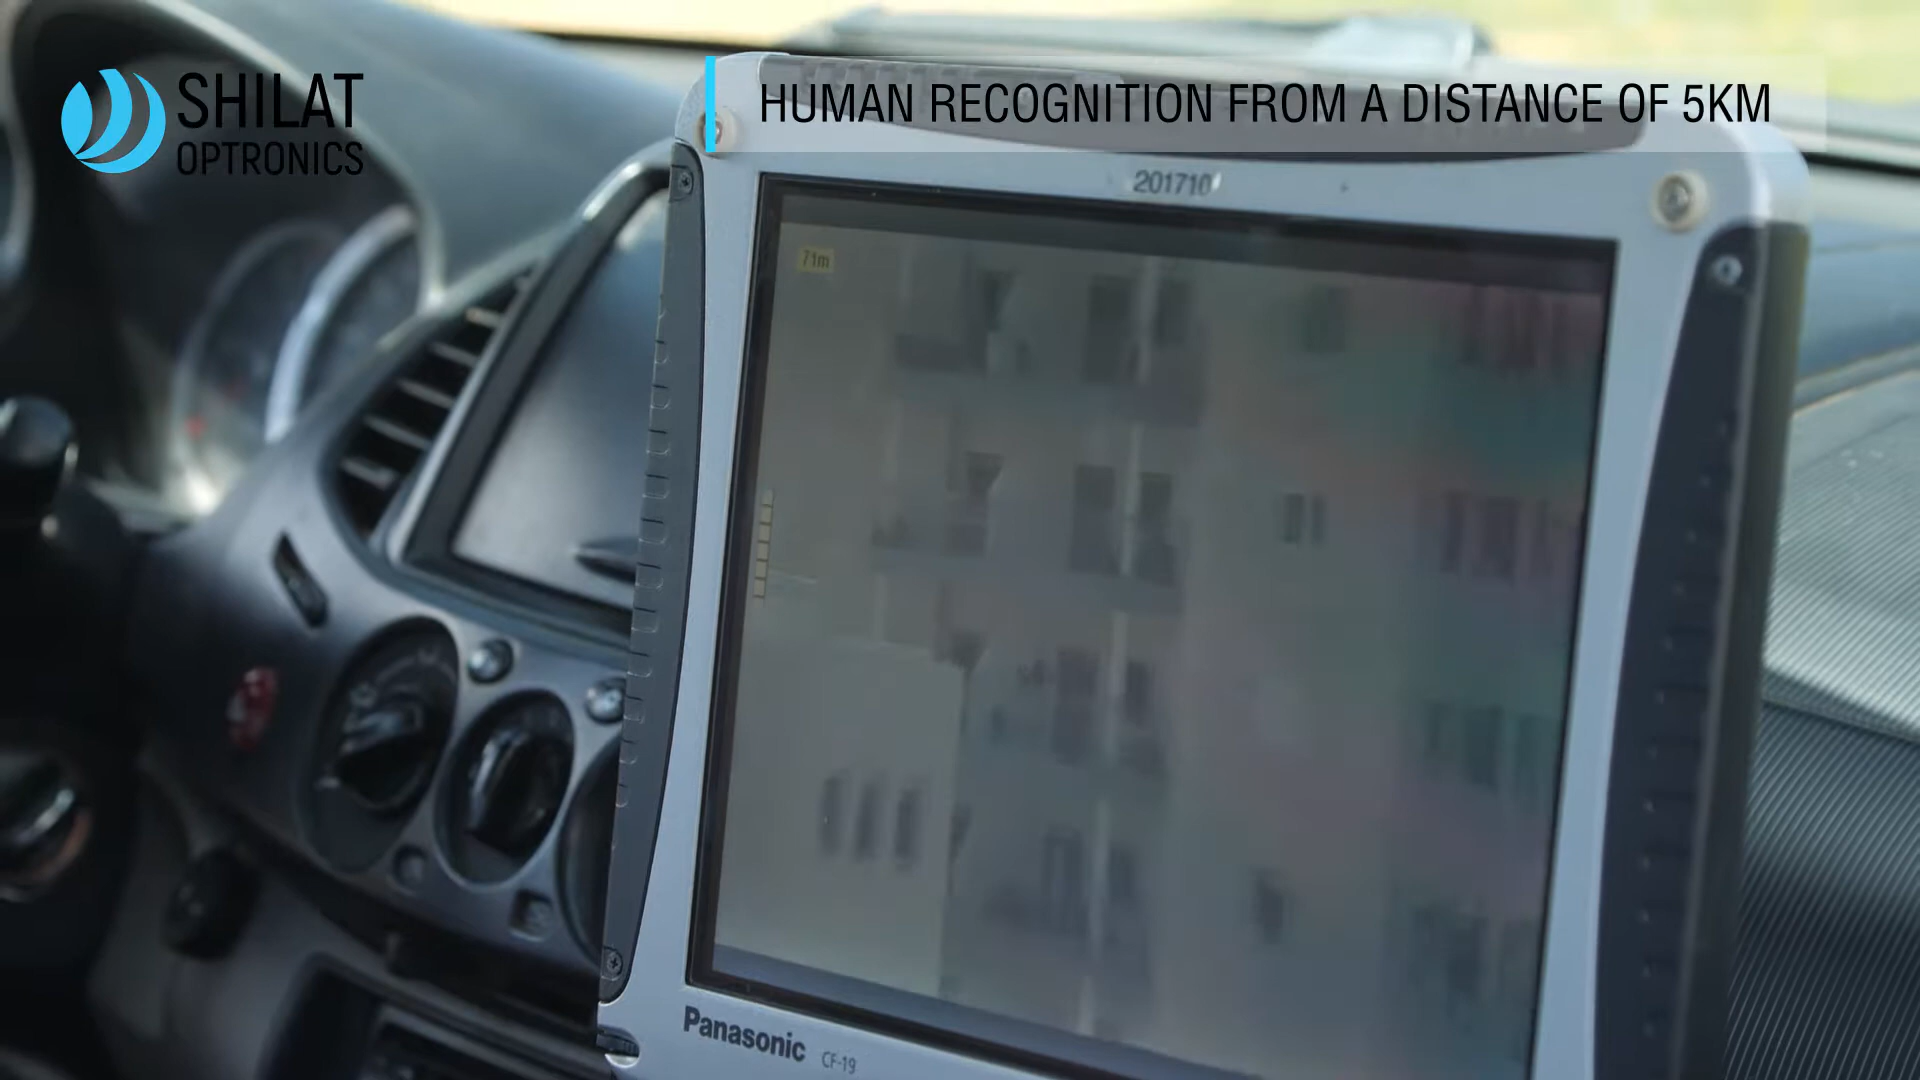 SHILAT
OPTRONICS
HUMAN RECOGNITION FROM A DISTANCE OF 5KM
201710
71m
Panasonic CF-19